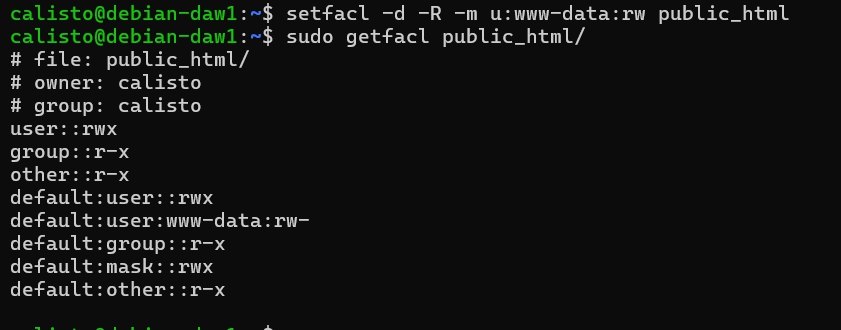 calisto@debian-daw1:~$ setfacl -d -R -m u:www-data:rw public_html
calisto@debian-daw1:~$ sudo getfacl public_html/
# file: public_html/
# owner: calisto
# group: calisto
user::rwx
group::r-x
other::r-x
default:user::rwx
default:user:www-data:rw-
default:group::r-x
default:mask::rwx
default:other::r-x